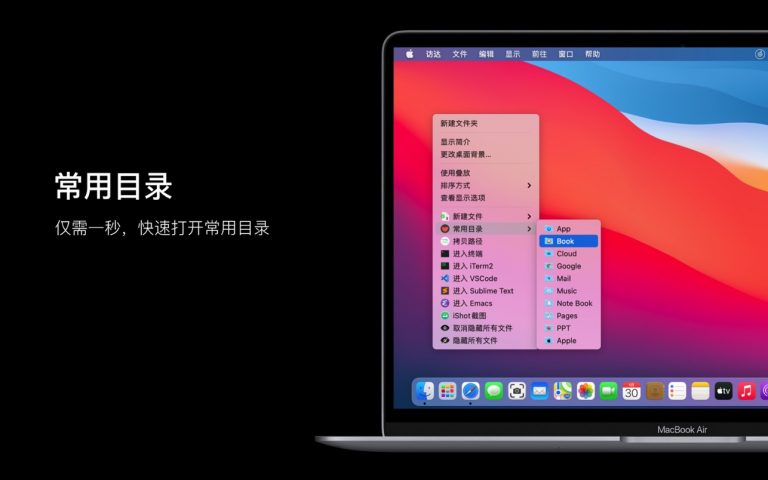 常用目录
仅需一秒，快速打开常用目录
访达 文件 编辑 显示 前往 窗口 帮助
新建文件夹
显示简介
更改桌面背景...
使用叠放
排序方式
查看显示选项
新建文件
常用目录
拷贝路径
进入终端
进入 iTerm2
进入 VSCode
进入 Sublime Text
进入 Emacs
iShot截图
取消隐藏所有文件
隐藏所有文件
App
Book
Cloud
Google
Mail
Music
Note Book
Pages
PPT
Apple
30
tv
MacBook Air